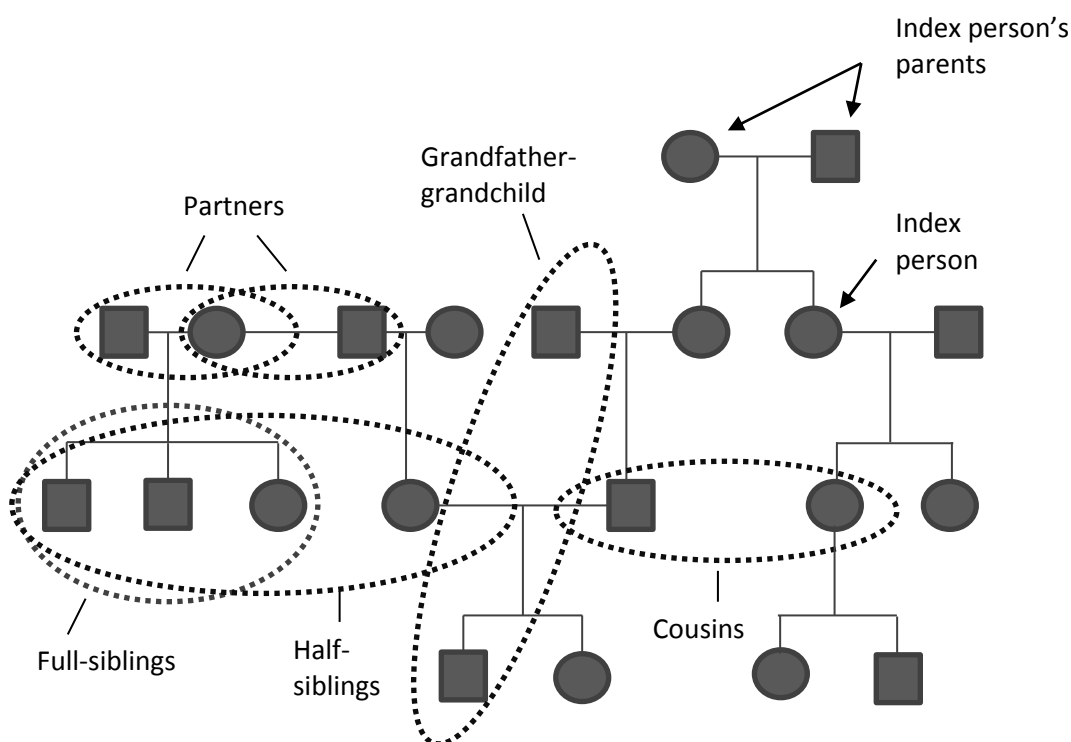 Index person’s
parents
Grandfather-
grandchild
Partners
Index
person
Full-siblings
Half-
siblings
Cousins